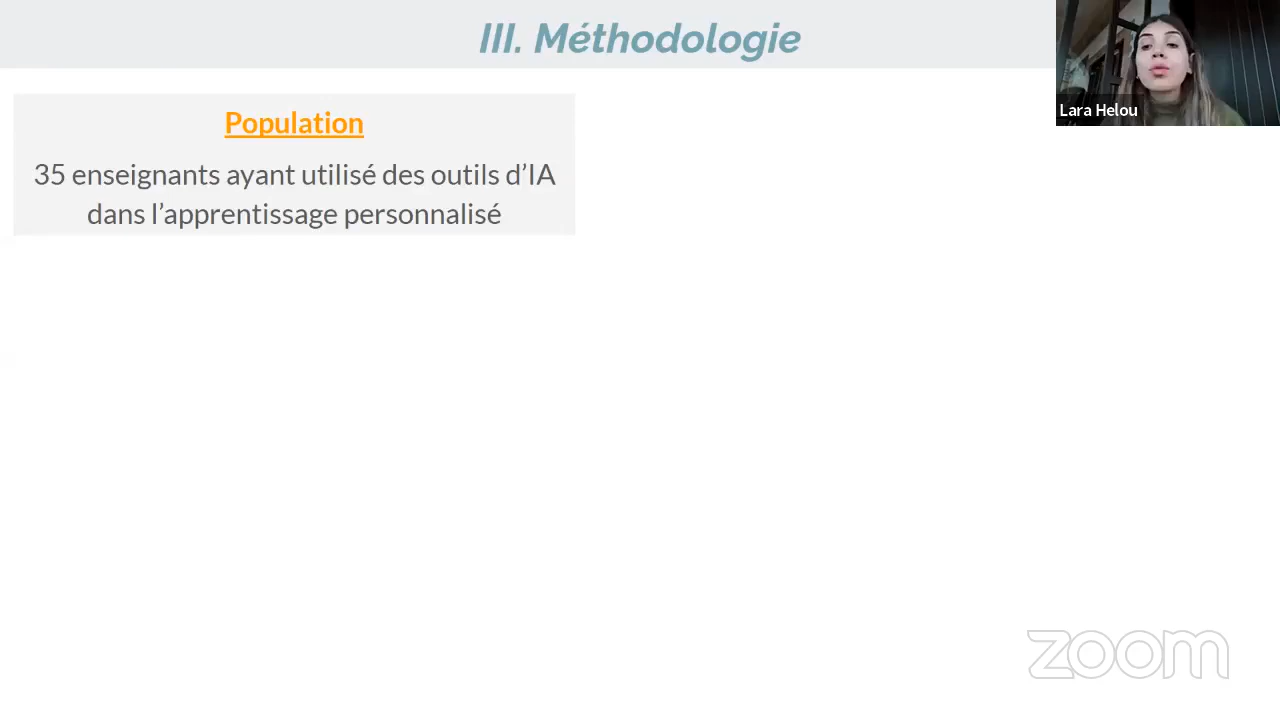 III. Méthodologie
Lara Helou
Population
35 enseignants ayant utilisé des outils d’IA
dans l’apprentissage personnalisé
zoom